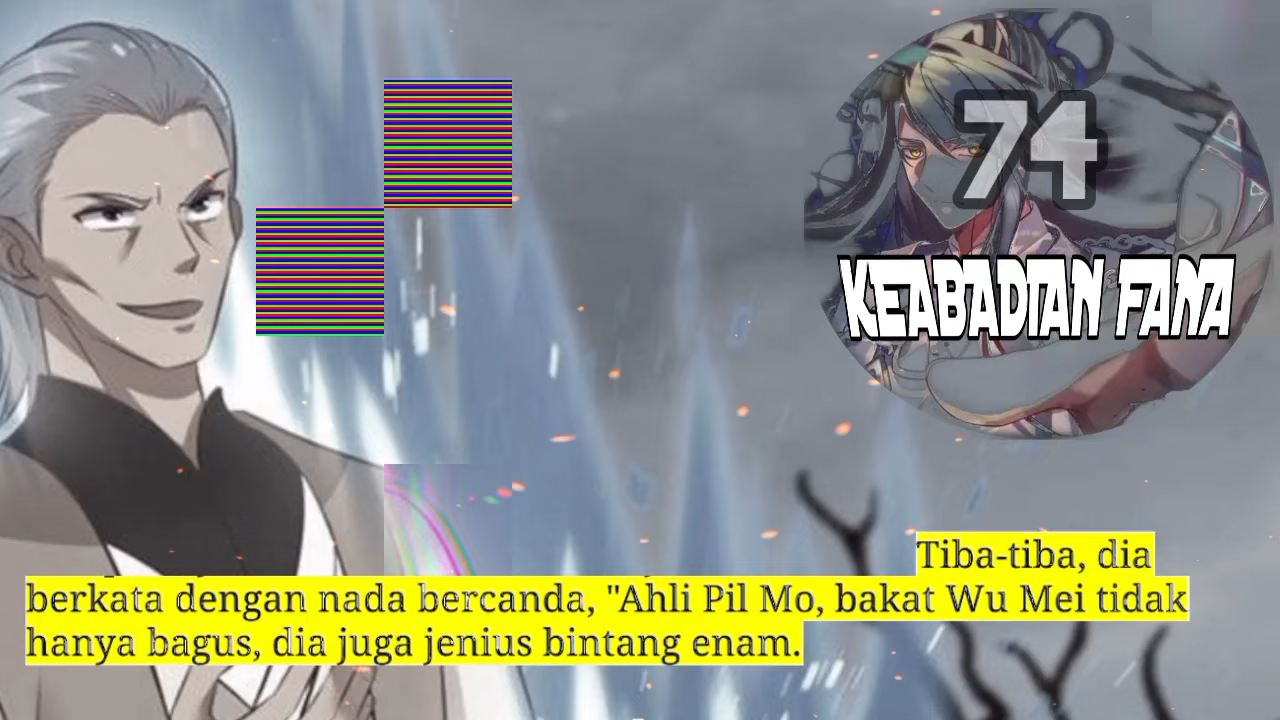 74
KEABADIAN FANA
Tiba-tiba, dia
berkata dengan nada bercanda, "Ahli Pil Mo, bakat Wu Mei tidak
hanya bagus, dia juga jenius bintang enam.